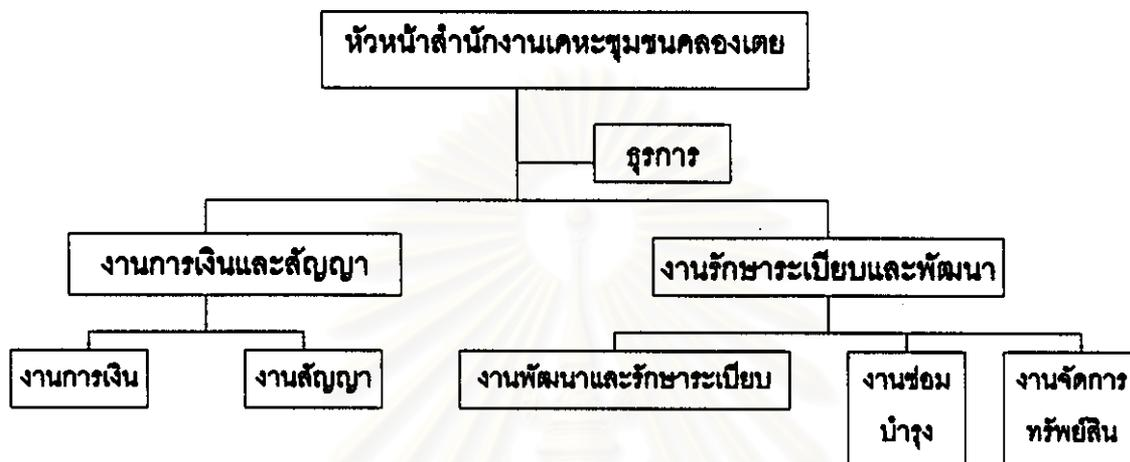 หัวหน้าสำนักงานเคหะชุมชนคลองเตย
ธุรการ
งานการเงินและสัญญา
งานรักษาระเบียบและพัฒนา
งานการเงิน
งานสัญญา
งานพัฒนาและรักษาระเบียบ
งานซ่อม
บำรุง
งานจัดการ
ทรัพย์สิน